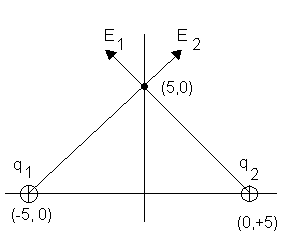 E1 E2
(5,0)
q1 q2
(-5, 0) (0,+5)